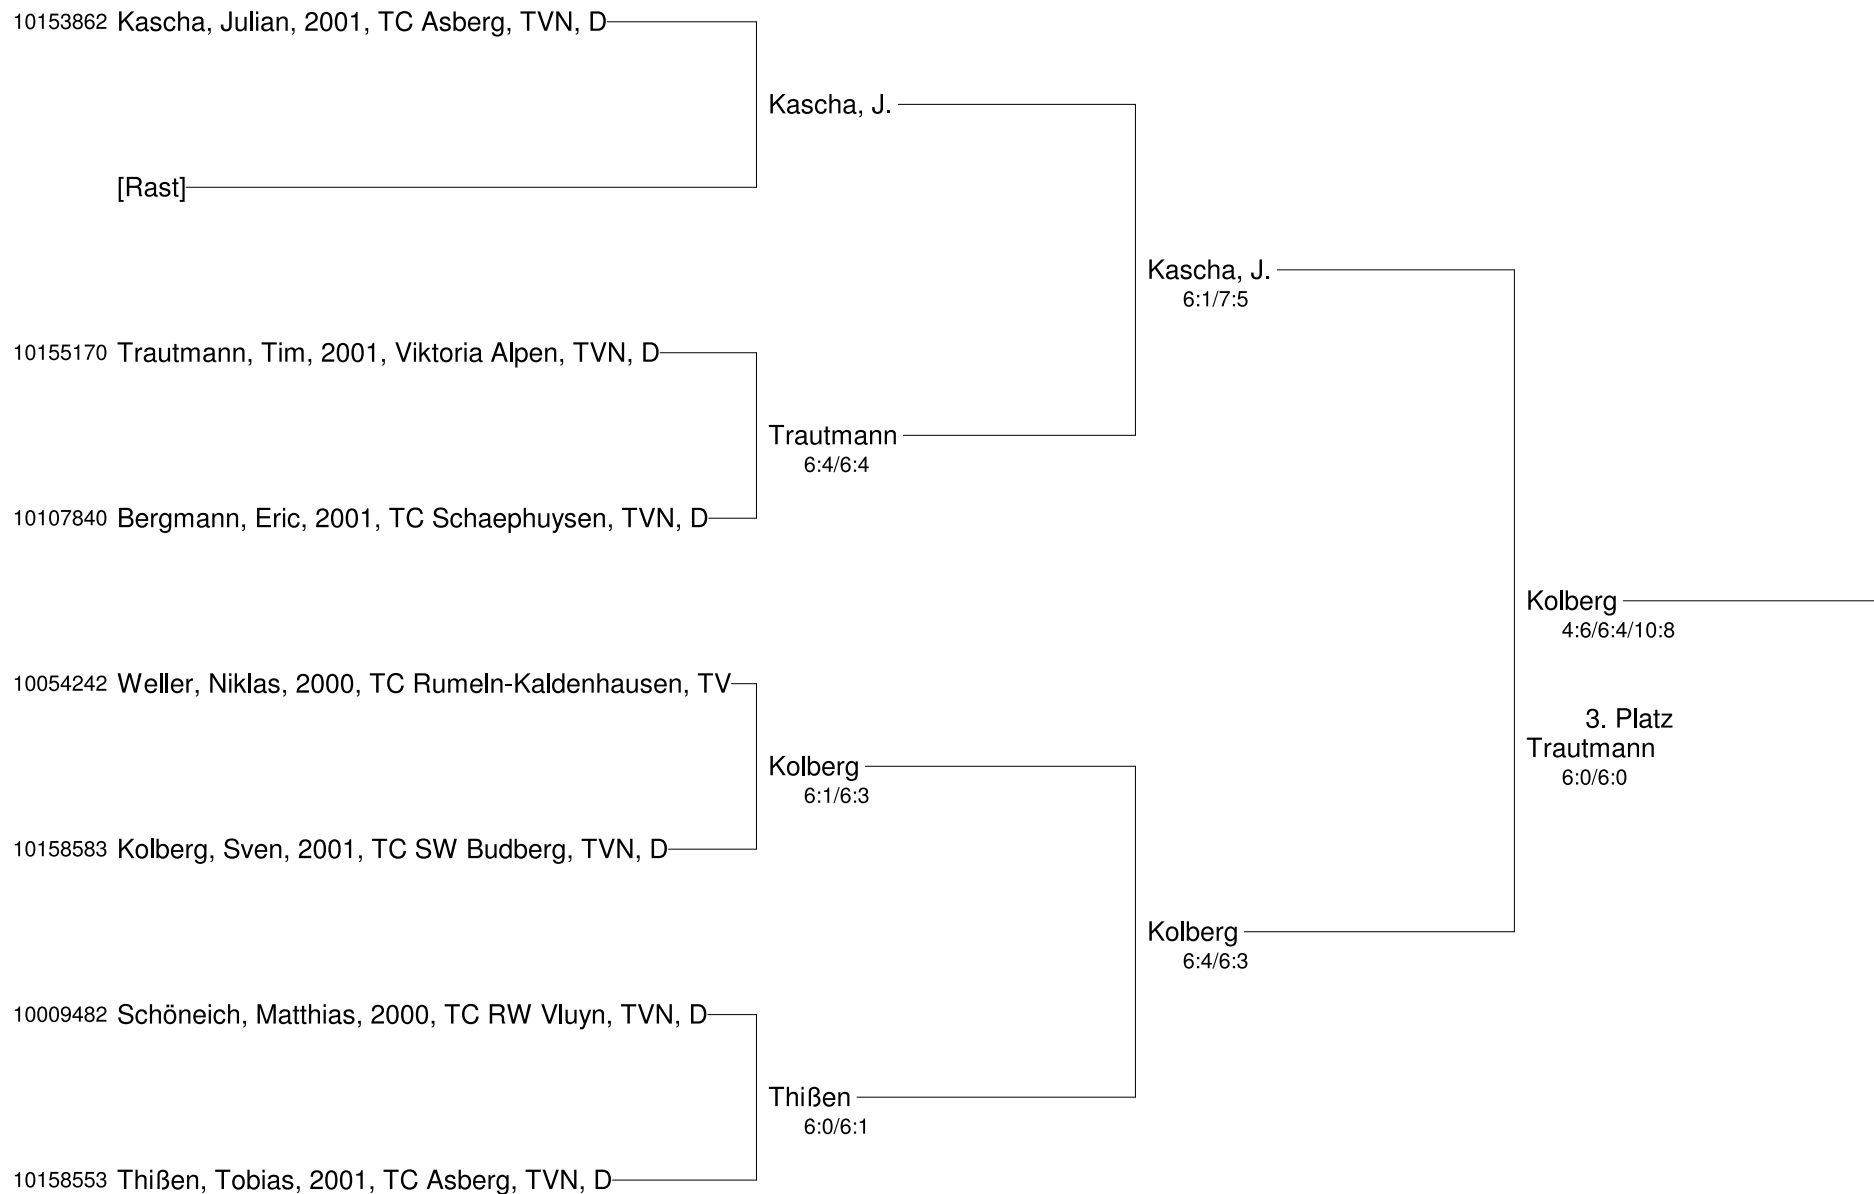 10153862 Kascha, Julian, 2001, TC Asberg, TVN, D
Kascha, J.
[Rast]
Kascha, J.
6:1/7:5
10155170 Trautmann, Tim, 2001, Viktoria Alpen, TVN, D
Trautmann
6:4/6:4
10107840 Bergmann, Eric, 2001, TC Schaephuysen, TVN, D
Kolberg
4:6/6:4/10:8
10054242 Weller, Niklas, 2000, TC Rumeln-Kaldenhausen, TV
3. Platz
Trautmann
6:0/6:0
Kolberg
6:1/6:3
10158583 Kolberg, Sven, 2001, TC SW Budberg, TVN, D
Kolberg
6:4/6:3
10009482 Schöneich, Matthias, 2000, TC RW Vluyn, TVN, D
Thißen
6:0/6:1
10158553 Thißen, Tobias, 2001, TC Asberg, TVN, D